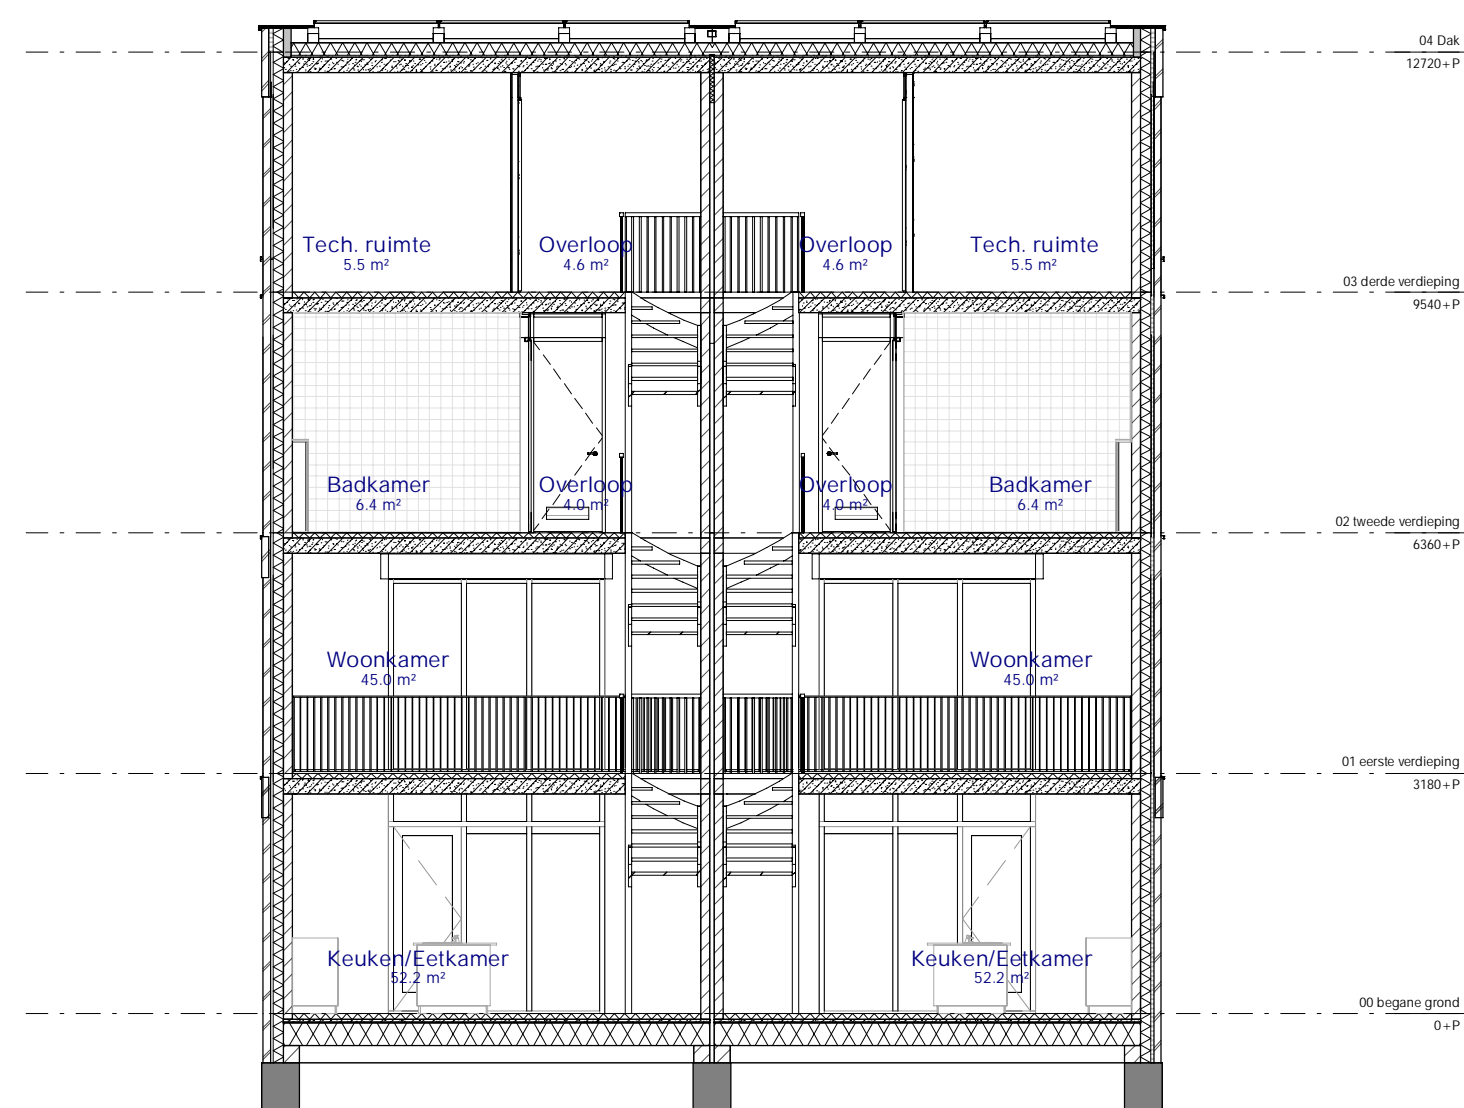 04 Dak
12720+P
Tech. ruimte
5.5 m²
Overloop
4.6 m²
Overloop
4.6 m²
Tech. ruimte
5.5 m²
03 derde verdieping
9540+P
Badkamer
6.4 m²
Overloop
4.0 m²
Overloop
4.0 m²
Badkamer
6.4 m²
02 tweede verdieping
6360+P
Woonkamer
45.0 m²
Woonkamer
45.0 m²
01 eerste verdieping
3180+P
Keuken/Eetkamer
52.2 m²
Keuken/Eetkamer
52.2 m²
00 begane grond
0+P